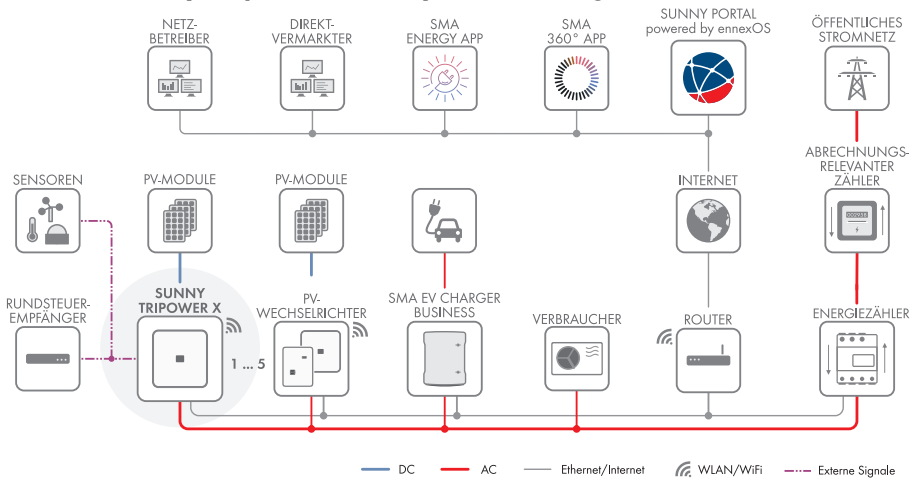 NETZ-
BETREIBER
DIREKT-
VERMARKTER
SMA
ENERGY APP
SMA
360° APP
SUNNY PORTAL
powered by ennexOS
ÖFFENTLICHES
STROMNETZ
SENSOREN
PV-MODULE
PV-MODULE
INTERNET
ABRECHNUNGS-
RELEVANTER
ZÄHLER
RUNDSTEUER-
EMPFÄNGER
SUNNY
TRIPOWER X
1 ... 5
PV-
WECHSELRICHTER
SMA EV CHARGER
BUSINESS
VERBRAUCHER
ROUTER
ENERGIEZÄHLER
DC
AC
Ethernet/Internet
WLAN/WiFi
Externe Signale